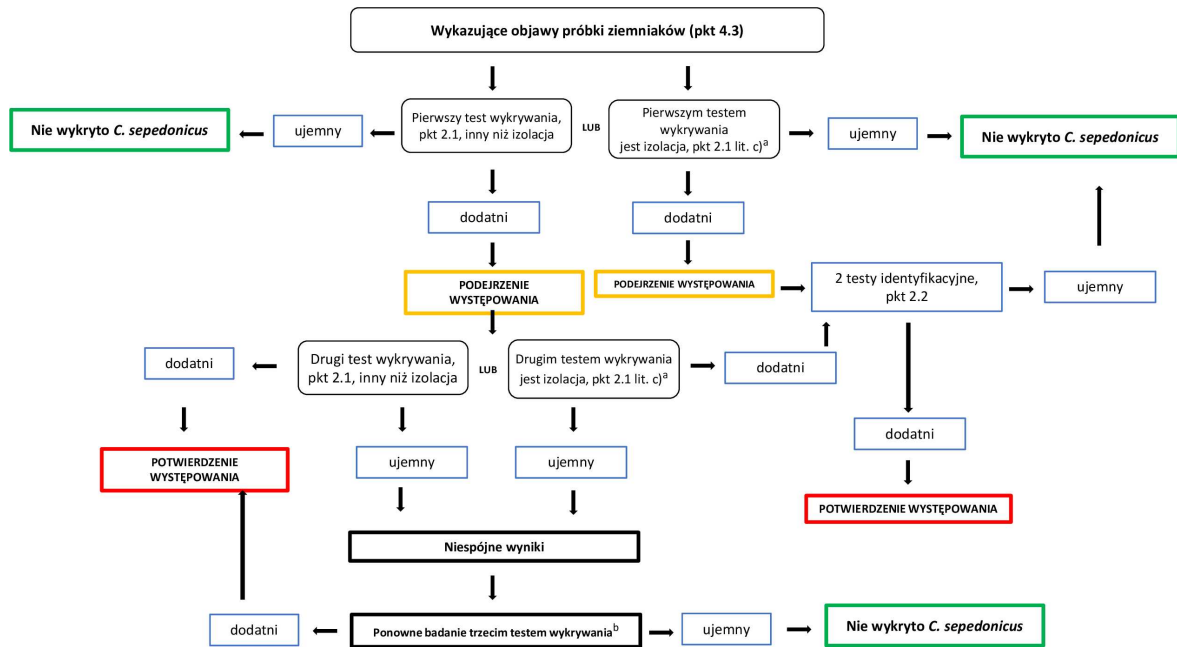 Wykazujące objawy próbki ziemniaków (pkt 4.3)
Nie wykryto C. sepedonicus
ujemny
Pierwszy test wykrywania,
pkt 2.1, inny niż izolacja
LUB
Pierwszym testem
wykrywania
jest izolacja, pkt 2.1 lit. c)ᵃ
ujemny
Nie wykryto C. sepedonicus
dodatni
dodatni
PODEJRZENIE
WYSTĘPOWANIA
PODEJRZENIE WYSTĘPOWANIA
2 testy identyfikacyjne,
pkt 2.2
ujemny
dodatni
Drugi test wykrywania,
pkt 2.1, inny niż izolacja
LUB
Drugim testem wykrywania
jest izolacja, pkt 2.1 lit. c)ᵃ
dodatni
dodatni
ujemny
ujemny
POTWIERDZENIE
WYSTĘPOWANIA
POTWIERDZENIE WYSTĘPOWANIA
Niespójne wyniki
dodatni
Ponowne badanie trzecim testem wykrywaniaᵇ
ujemny
Nie wykryto C. sepedonicus